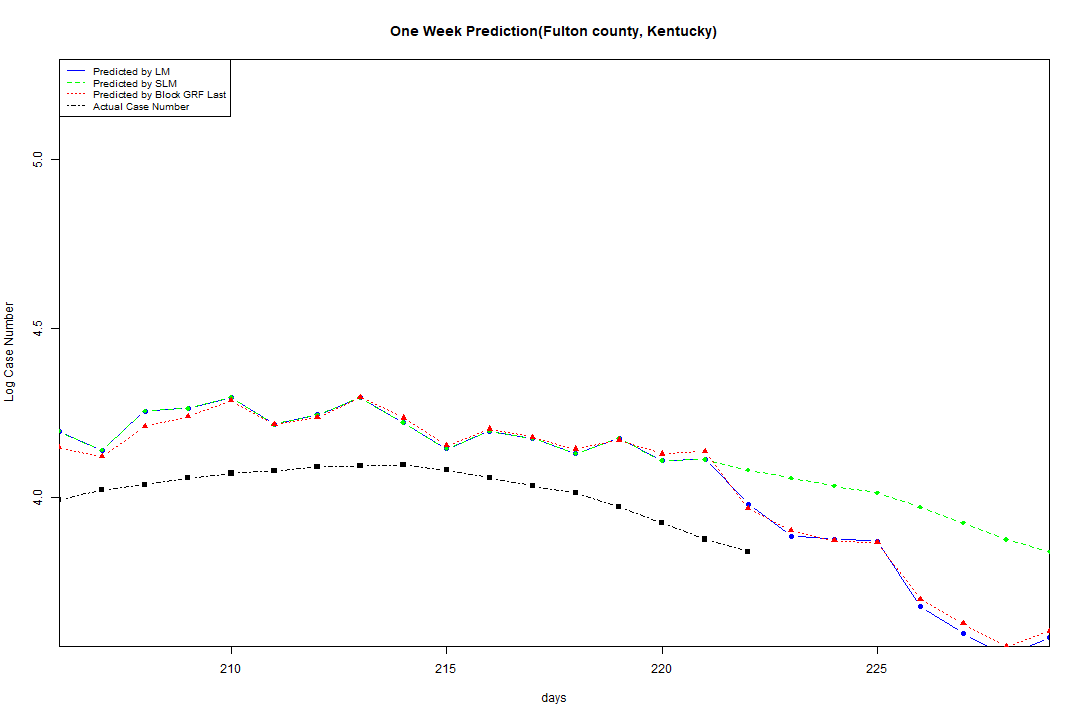 One Week Prediction(Fulton county, Kentucky)
Predicted by LM
Predicted by SLM
Predicted by Block GRF Last
Actual Case Number
5.0
4.5
4.0
Log Case Number
210 215 220 225
days